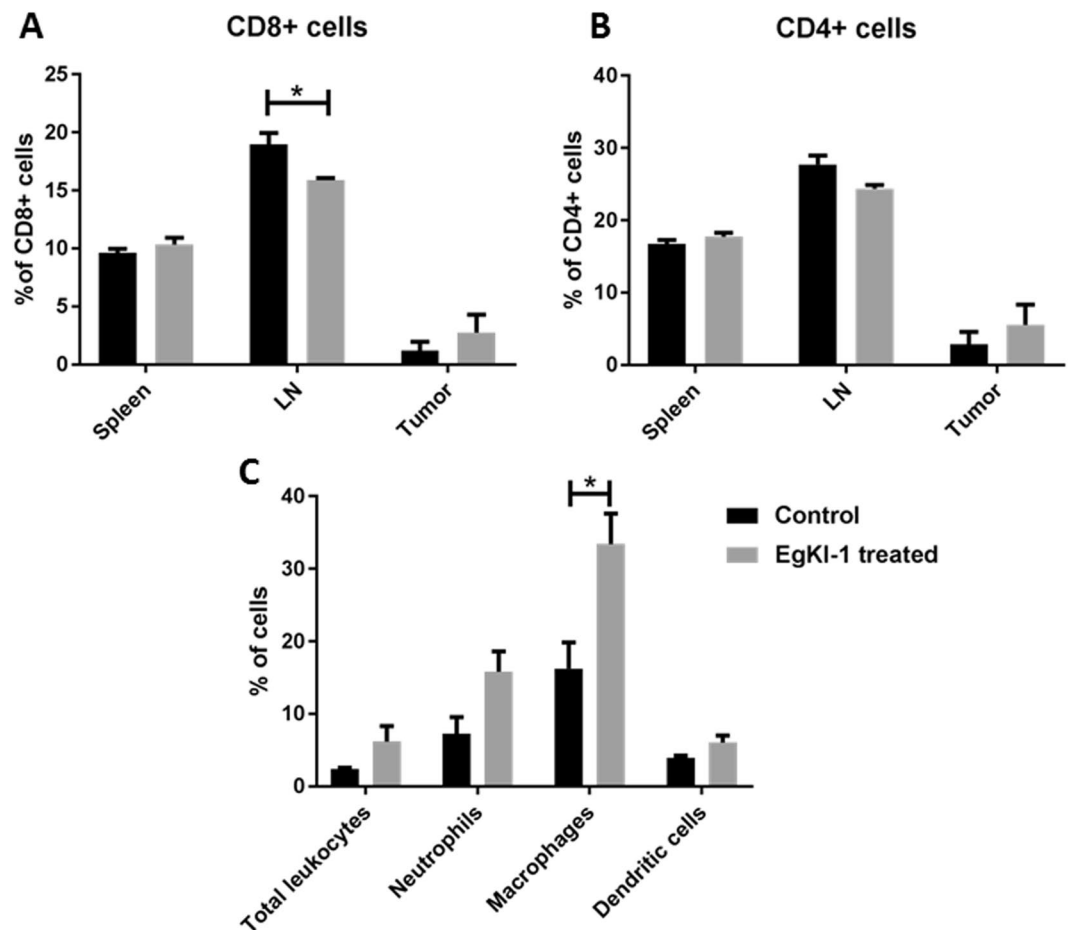 A
CD8+ cells
%of CD8+ cells
25
20
15
10
5
0
*
Spleen
LN
Tumor
B
CD4+ cells
% of CD4+ cells
40
30
20
10
0
Spleen
LN
Tumor
C
% of cells
40
30
20
10
0
*
Total leukocytes
Neutrophils
Macrophages
Dendritic cells
Control
EgKI-1 treated